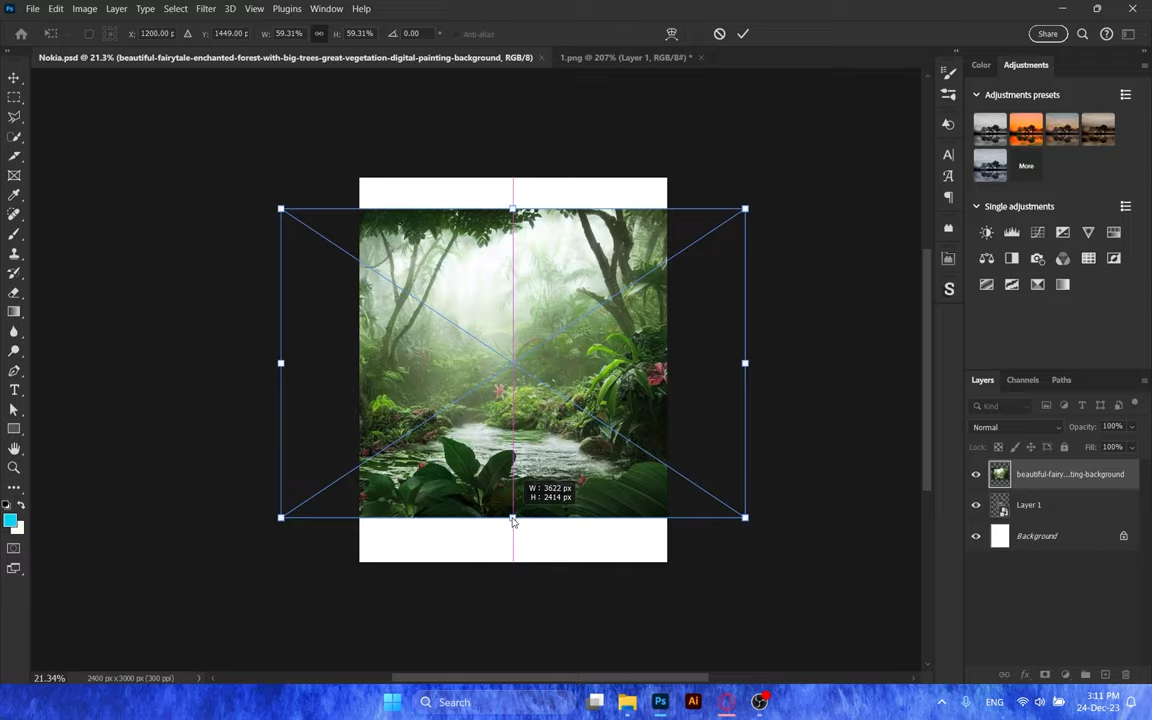 Ps File Edit Image Layer Type Select Filter 3D View Plugins Window Help
X: 1200.00 p Y: 1449.00 p W: 59.31% H: 59.31% 0.00 ° Anti-alias Share
Nokia.psd @ 21.3% (beautiful-fairytale-enchanted-forest-with-big-trees-great-vegetation-digital-painting-background, RGB/8) × 1.png @ 207% (Layer 1, RGB/8#) * ×
Color Adjustments
Adjustments presets
More
Single adjustments
W: 3622 px
H: 2414 px
Layers Channels Paths
Kind
Normal Opacity: 100%
Lock: Fill: 100%
beautiful-fairy...ting-background
Layer 1
Background
21.34% 2400 px x 3000 px (300 ppi)
Search Ps Ai ENG 3:11 PM
24-Dec-23